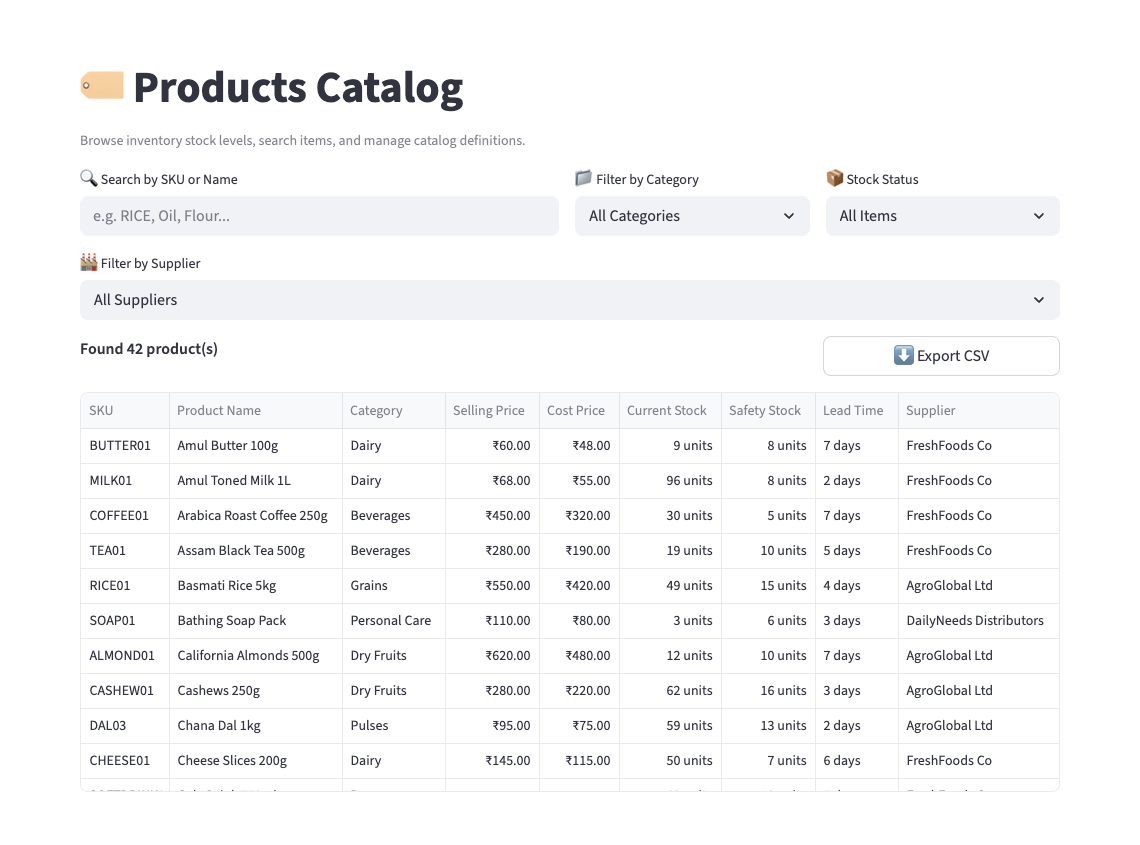 Products Catalog
Browse inventory stock levels, search items, and manage catalog definitions.
Search by SKU or Name Filter by Category Stock Status
e.g. RICE, Oil, Flour... All Categories All Items
Filter by Supplier
All Suppliers
Found 42 product(s) Export CSV
SKU Product Name Category Selling Price Cost Price Current Stock Safety Stock Lead Time Supplier
BUTTER01 Amul Butter 100g Dairy ₹60.00 ₹48.00 9 units 8 units 7 days FreshFoods Co
MILK01 Amul Toned Milk 1L Dairy ₹68.00 ₹55.00 96 units 8 units 2 days FreshFoods Co
COFFEE01 Arabica Roast Coffee 250g Beverages ₹450.00 ₹320.00 30 units 5 units 7 days FreshFoods Co
TEA01 Assam Black Tea 500g Beverages ₹280.00 ₹190.00 19 units 10 units 5 days FreshFoods Co
RICE01 Basmati Rice 5kg Grains ₹550.00 ₹420.00 49 units 15 units 4 days AgroGlobal Ltd
SOAP01 Bathing Soap Pack Personal Care ₹110.00 ₹80.00 3 units 6 units 3 days DailyNeeds Distributors
ALMOND01 California Almonds 500g Dry Fruits ₹620.00 ₹480.00 12 units 10 units 7 days AgroGlobal Ltd
CASHEW01 Cashews 250g Dry Fruits ₹280.00 ₹220.00 62 units 16 units 3 days AgroGlobal Ltd
DAL03 Chana Dal 1kg Pulses ₹95.00 ₹75.00 59 units 13 units 2 days AgroGlobal Ltd
CHEESE01 Cheese Slices 200g Dairy ₹145.00 ₹115.00 50 units 7 units 6 days FreshFoods Co